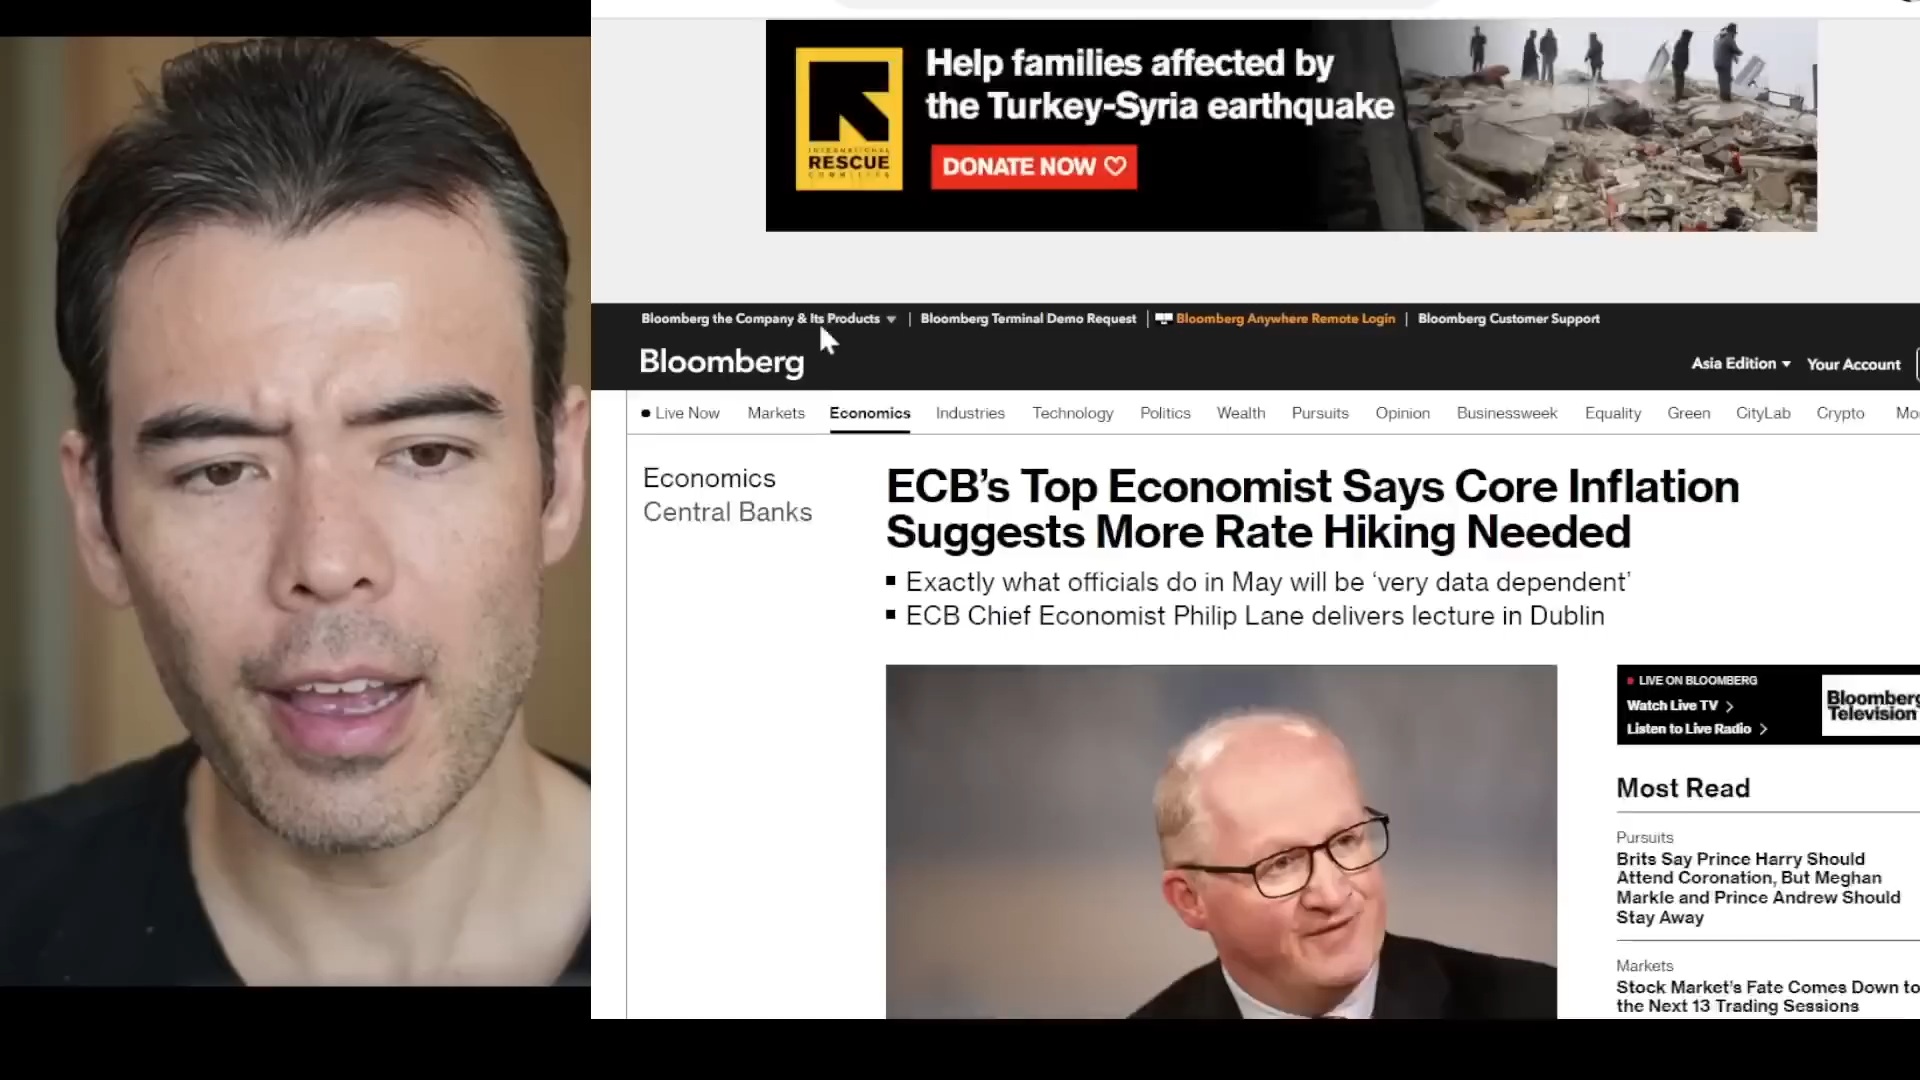 Help families affected by
the Turkey-Syria earthquake
INTERNATIONAL
RESCUE
COMMITTEE
DONATE NOW
Bloomberg the Company & Its Products
Bloomberg Terminal Demo Request
Bloomberg Anywhere Remote Login
Bloomberg Customer Support
Bloomberg
Asia Edition
Your Account
Live Now
Markets
Economics
Industries
Technology
Politics
Wealth
Pursuits
Opinion
Businessweek
Equality
Green
CityLab
Crypto
Economics
Central Banks
ECB's Top Economist Says Core Inflation
Suggests More Rate Hiking Needed
Exactly what officials do in May will be ‘very data dependent’
ECB Chief Economist Philip Lane delivers lecture in Dublin
LIVE ON BLOOMBERG
Watch Live TV
Listen to Live Radio
Bloomberg
Television
Most Read
Pursuits
Brits Say Prince Harry Should
Attend Coronation, But Meghan
Markle and Prince Andrew Should
Stay Away
Markets
Stock Market's Fate Comes Down to
the Next 13 Trading Sessions